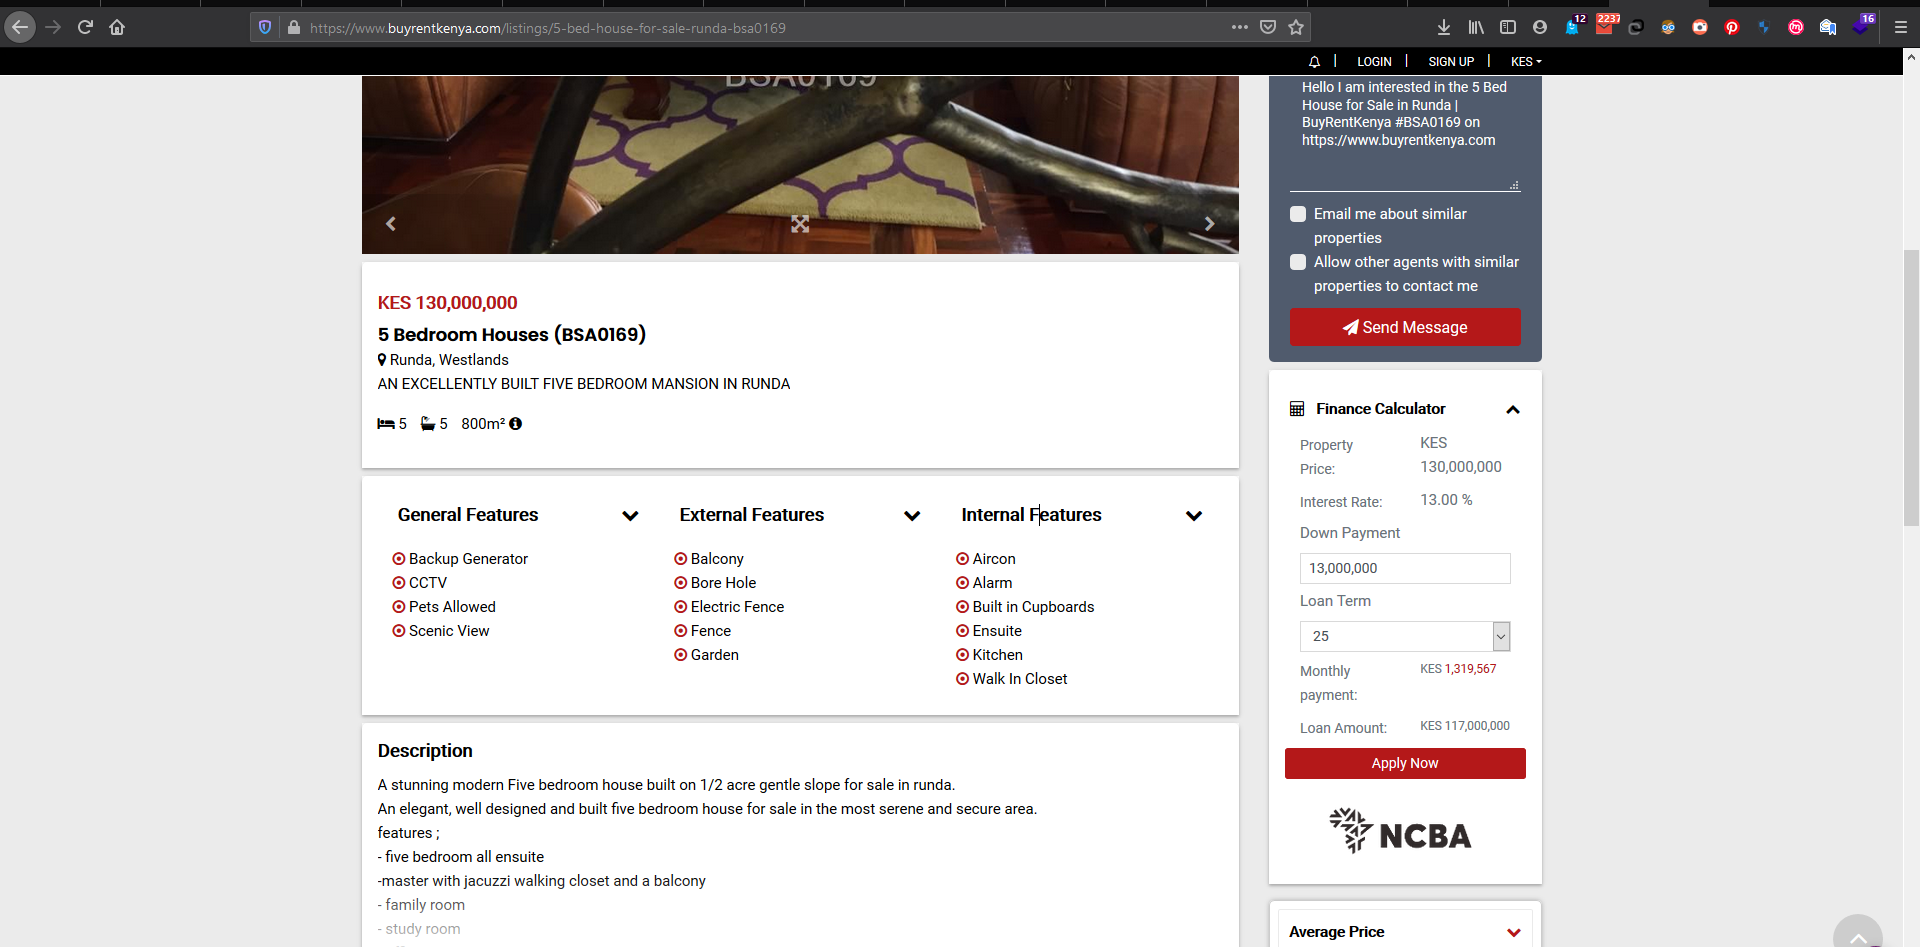 https://www.buyrentkenya.com/listings/5-bed-house-for-sale-runda-bsa0169
12
2237
16
LOGIN
SIGN UP
KES
BSA0169
Hello I am interested in the 5 Bed
House for Sale in Runda |
BuyRentKenya #BSA0169 on
https://www.buyrentkenya.com
Email me about similar
properties
Allow other agents with similar
properties to contact me
Send Message
KES 130,000,000
5 Bedroom Houses (BSA0169)
Runda, Westlands
AN EXCELLENTLY BUILT FIVE BEDROOM MANSION IN RUNDA
5 5 800m²
General Features
Backup Generator
CCTV
Pets Allowed
Scenic View
External Features
Balcony
Bore Hole
Electric Fence
Fence
Garden
Internal Features
Aircon
Alarm
Built in Cupboards
Ensuite
Kitchen
Walk In Closet
Description
A stunning modern Five bedroom house built on 1/2 acre gentle slope for sale in runda.
An elegant, well designed and built five bedroom house for sale in the most serene and secure area.
features ;
- five bedroom all ensuite
-master with jacuzzi walking closet and a balcony
- family room
- study room
Finance Calculator
Property
Price:
KES
130,000,000
Interest Rate:
13.00 %
Down Payment
13,000,000
Loan Term
25
Monthly
payment:
KES 1,319,567
Loan Amount:
KES 117,000,000
Apply Now
NCBA
Average Price